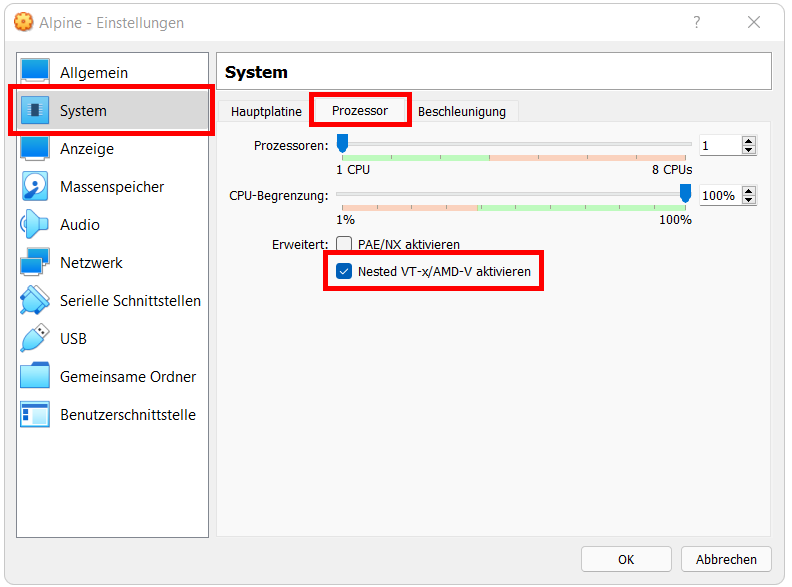 Alpine - Einstellungen
?
Allgemein
System
Anzeige
Massenspeicher
Audio
Netzwerk
Serielle Schnittstellen
USB
Gemeinsame Ordner
Benutzerschnittstelle
System
Hauptplatine Prozessor Beschleunigung
Prozessoren: 1
1 CPU 8 CPUs
CPU-Begrenzung: 100%
1% 100%
Erweitert: PAE/NX aktivieren
Nested VT-x/AMD-V aktivieren
OK Abbrechen